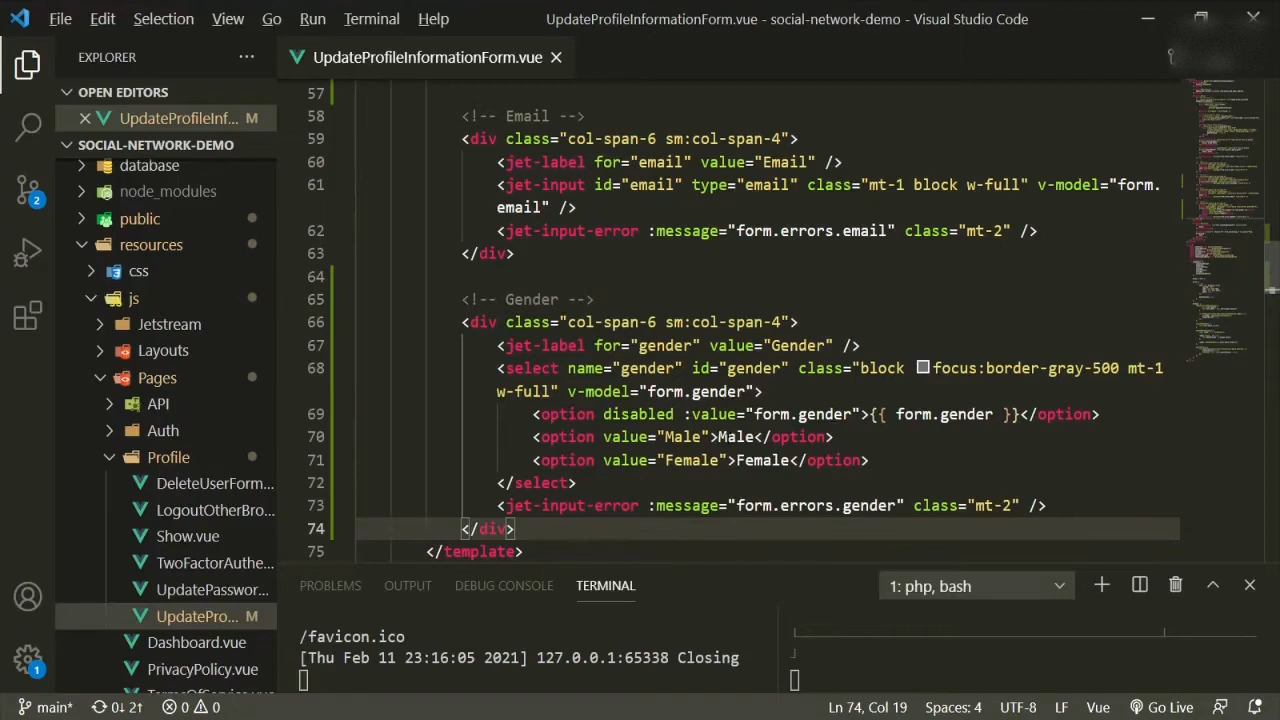 File Edit Selection View Go Run Terminal Help UpdateProfileInformationForm.vue - social-network-demo - Visual Studio Code
EXPLORER
OPEN EDITORS
UpdateProfileInf... M
SOCIAL-NETWORK-DEMO
database
node_modules
public
resources
css
js
Jetstream
Layouts
Pages
API
Auth
Profile
DeleteUserForm...
LogoutOtherBro...
Show.vue
TwoFactorAuthe...
UpdatePasswor...
UpdatePro... M
Dashboard.vue
PrivacyPolicy.vue
TermsOfService.vue
2
1
UpdateProfileInformationForm.vue
57
58 <!-- Email -->
59 <div class="col-span-6 sm:col-span-4">
60 <jet-label for="email" value="Email" />
61 <jet-input id="email" type="email" class="mt-1 block w-full" v-model="form.
email" />
62 <jet-input-error :message="form.errors.email" class="mt-2" />
63 </div>
64
65 <!-- Gender -->
66 <div class="col-span-6 sm:col-span-4">
67 <jet-label for="gender" value="Gender" />
68 <select name="gender" id="gender" class="block focus:border-gray-500 mt-1
w-full" v-model="form.gender">
69 <option disabled :value="form.gender">{{ form.gender }}</option>
70 <option value="Male">Male</option>
71 <option value="Female">Female</option>
72 </select>
73 <jet-input-error :message="form.errors.gender" class="mt-2" />
74 </div>
75 </template>
PROBLEMS OUTPUT DEBUG CONSOLE TERMINAL 1: php, bash
/favicon.ico
[Thu Feb 11 23:16:05 2021] 127.0.0.1:65338 Closing
main* 0↓ 2↑ 0 0 Ln 74, Col 19 Spaces: 4 UTF-8 LF Vue Go Live